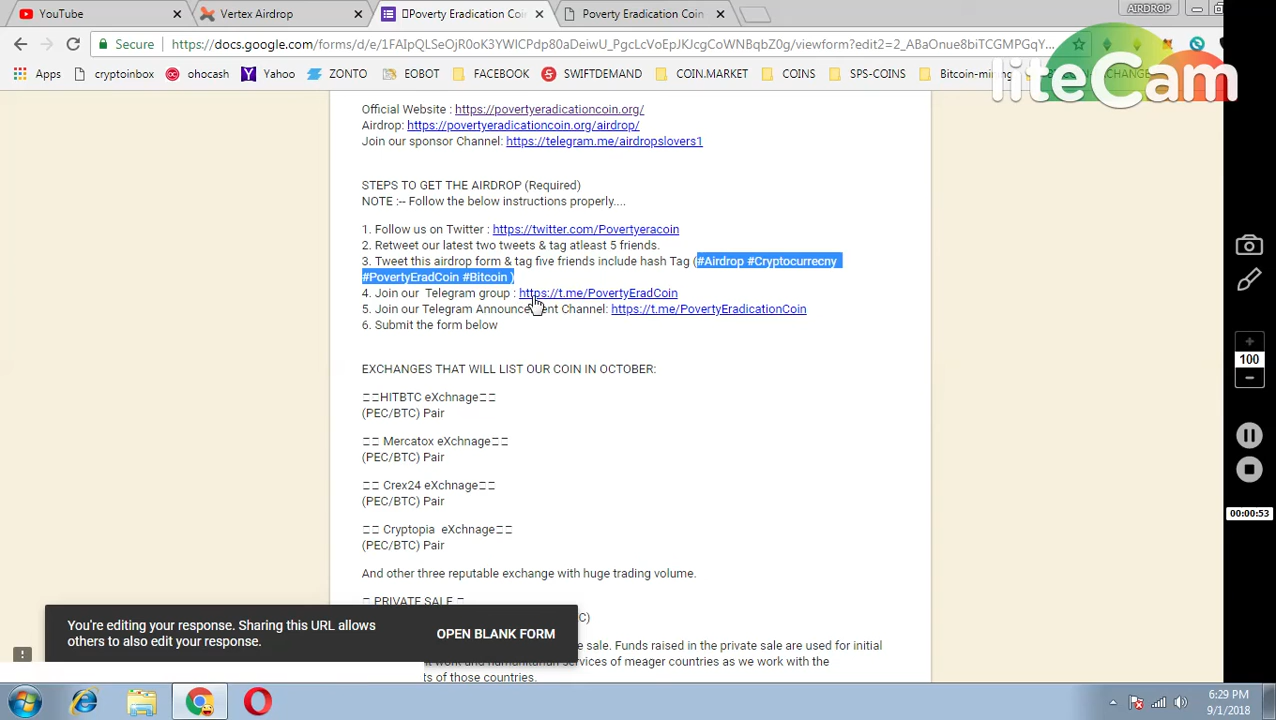 YouTube
Vertex Airdrop
Poverty Eradication Co
Poverty Eradication Coin
AIRDROP
Secure
https://docs.google.com/forms/d/e/
Apps
cryptoinbox
ohocash
Yahoo
ZONTO
EOBOT
FACEBOOK
SWIFTDEMAND
COIN.MARKET
COINS
SPS-COINS
liteCam
Official Website : https://povertyeradicationcoin.org/
Airdrop: https://povertyeradicationcoin.org/airdrop/
Join our sponsor Channel: https://telegram.me/airdropslovers1
STEPS TO GET THE AIRDROP (Required)
NOTE :-- Follow the below instructions properly....
1. Follow us on Twitter : https://twitter.com/Povertyeracoin
2. Retweet our latest two tweets & tag atleast 5 friends.
3. Tweet this airdrop form & tag five friends include hash Tag (#Airdrop #Cryptocurrecny
#PovertyEradCoin #Bitcoin )
4. Join our  Telegram group : https://t.me/PovertyEradCoin
5. Join our Telegram Announcement Channel: https://t.me/PovertyEradicationCoin
6. Submit the form below
EXCHANGES THAT WILL LIST OUR COIN IN OCTOBER:
HITBTC eXchnage
(PEC/BTC) Pair
Mercatox eXchnage
(PEC/BTC) Pair
Crex24 eXchnage
(PEC/BTC) Pair
Cryptopia  eXchnage
(PEC/BTC) Pair
And other three reputable exchange with huge trading volume.
PRIVATE SALE
C)
sale. Funds raised in the private sale are used for initial
work and humanitarian services of meager countries as we work with the
ts of those countries.
You're editing your response. Sharing this URL allows
others to also edit your response.
OPEN BLANK FORM
100
00:00:53
6:29 PM
9/1/2018